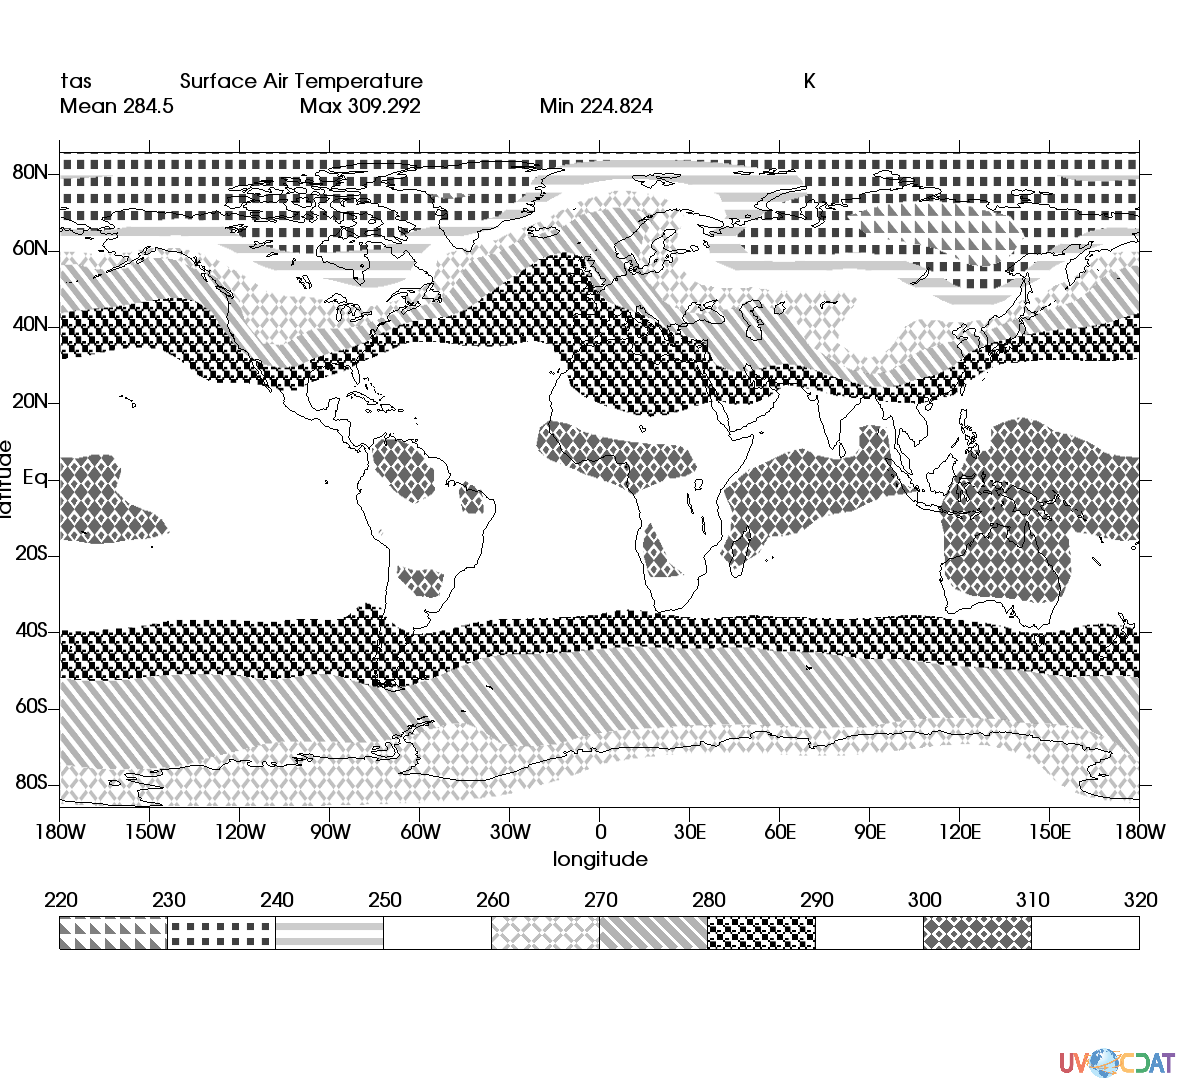 tas Surface Air Temperature K
Mean 284.5 Max 309.292 Min 224.824
80N
60N
40N
20N
Eq
20S
40S
60S
80S
latitude
180W 150W 120W 90W 60W 30W 0 30E 60E 90E 120E 150E 180W
longitude
220 230 240 250 260 270 280 290 300 310 320
UVCDAT